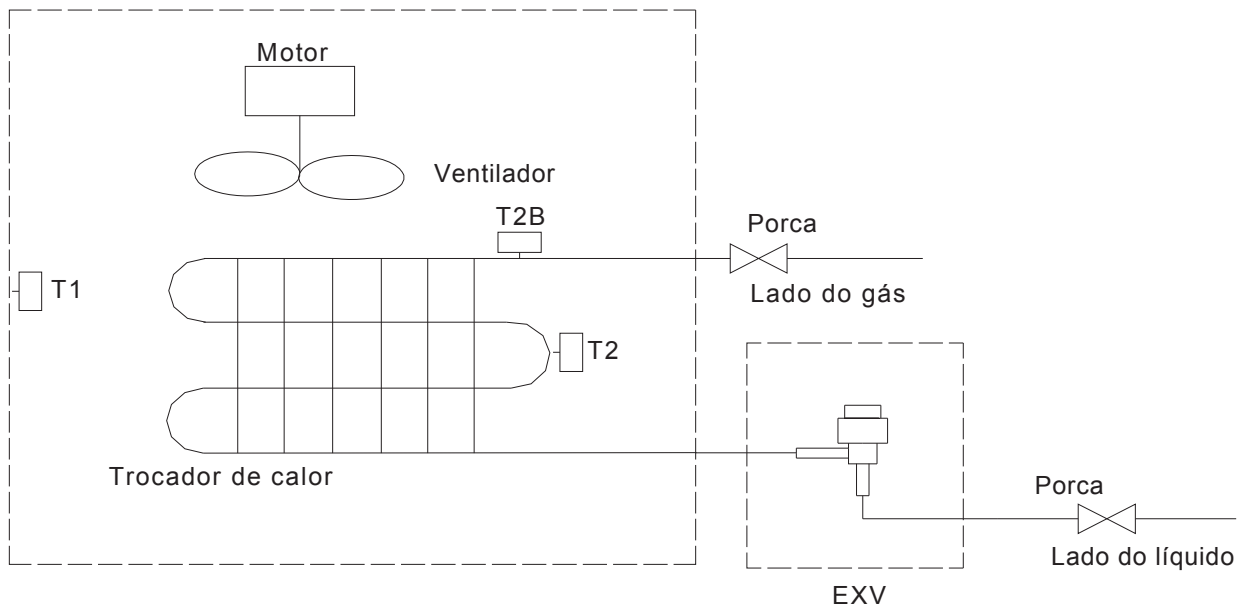 Motor
Ventilador
T2B
Porca
T1
Lado do gás
T2
Trocador de calor
Porca
Lado do líquido
EXV